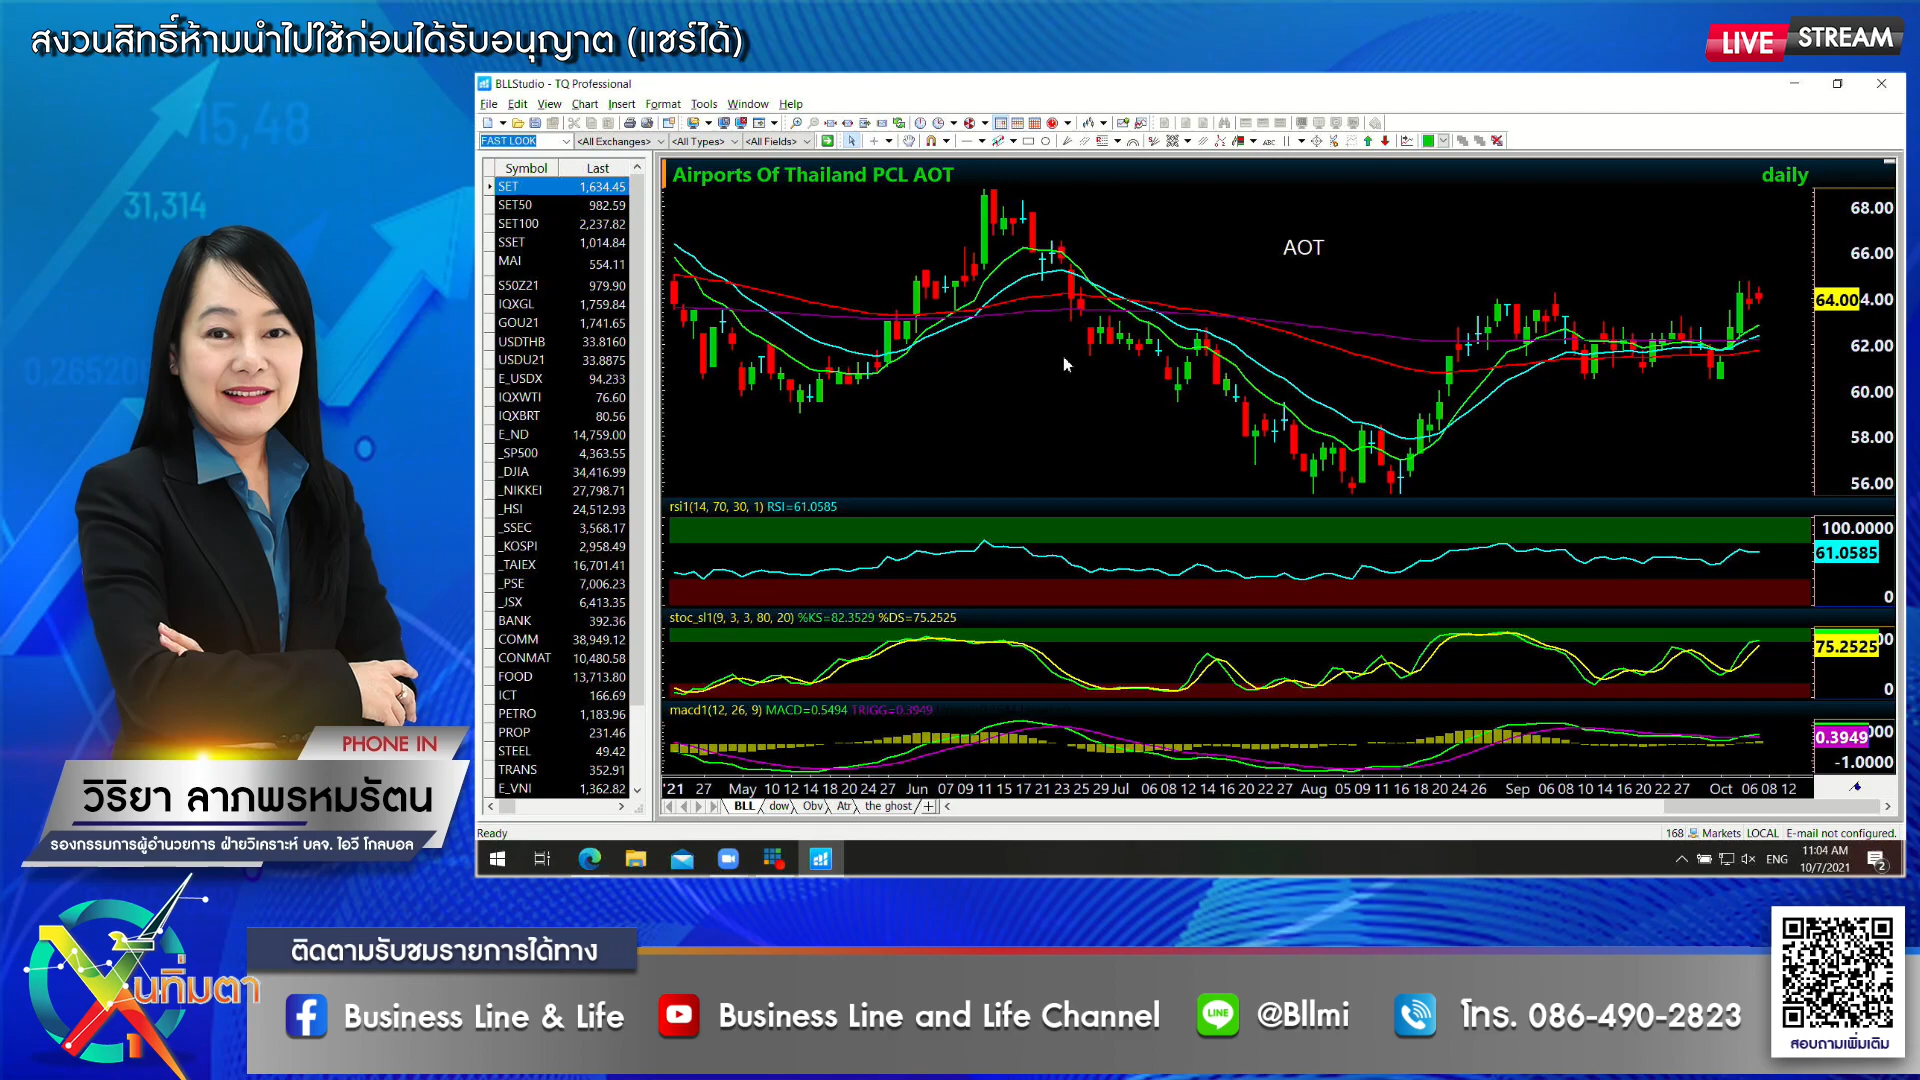 สงวนสิทธิ์ห้ามนำไปใช้ก่อนได้รับอนุญาต (แชร์ได้)
LIVE STREAM
15,48
31,314
BLLStudio - TQ Professional
File Edit View Chart Insert Format Tools Window Help
FAST LOOK <All Exchanges> <All Types> <All Fields>
Symbol Last
SET 1,634.45
SET50 982.59
SET100 2,237.82
SSET 1,014.84
MAI 554.11
S50Z21 979.90
IQXGL 1,759.84
GOU21 1,741.65
USDTHB 33.8160
USDU21 33.8875
E_USDX 94.233
IQXWTI 76.60
IQXBRT 80.56
E_ND 14,759.00
_SP500 4,363.55
_DJIA 34,416.99
_NIKKEI 27,798.71
_HSI 24,512.93
_SSEC 3,568.17
_KOSPI 2,958.49
_TAIEX 16,701.41
_PSE 7,006.23
_JSX 6,413.35
BANK 392.36
COMM 38,949.12
CONMAT 10,480.58
FOOD 13,713.80
ICT 166.69
PETRO 1,183.96
PROP 231.46
STEEL 49.42
TRANS 352.91
E_VNI 1,362.82
Airports Of Thailand PCL AOT daily
AOT
68.00
66.00
64.00 4.00
62.00
60.00
58.00
56.00
rsi1(14, 70, 30, 1) RSI=61.0585
100.0000
61.0585
0
stoc_sl1(9, 3, 3, 80, 20) %KS=82.3529 %DS=75.2525
75.2525 00
0
macd1(12, 26, 9) MACD=0.5494 TRIGG=0.3949
0.3949 000
-1.0000
'21 27 May 10 12 14 18 20 24 27 Jun 07 09 11 15 17 21 23 25 29 Jul 06 08 12 14 16 20 22 27 Aug 05 09 11 16 18 20 24 26 Sep 06 08 10 14 16 20 22 27 Oct 06 08 12
BLL dow Obv Atr the ghost
Ready
168 Markets LOCAL E-mail not configured.
ENG
11:04 AM
10/7/2021
2
PHONE IN
วิริยา ลาภพรหมรัตน
รองกรรมการผู้อำนวยการ ฝ่ายวิเคราะห์ บลจ. ไอวี โกลบอล
จับทิ่มตา
ติดตามรับชมรายการได้ทาง
Business Line & Life
Business Line and Life Channel
LINE
@Bllmi
โทร. 086-490-2823
สอบถามเพิ่มเติม